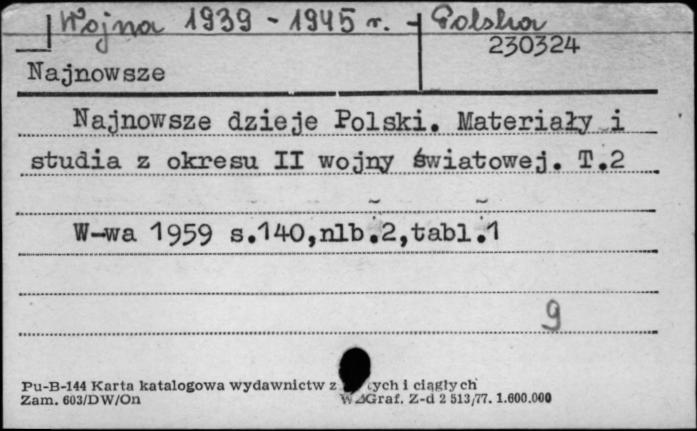 Wojna 1939 - 1945 r. - Polska
230324
Najnowsze
Najnowsze dzieje Polski. Materiały i
studia z okresu II wojny światowej. T.2
W-wa 1959 s.140,nlb.2,tabl.1
9
Pu-B-144 Karta katalogowa wydawnictw z tych i ciągłych
Zam. 603/DW/On Graf. Z-d 2 513/77. 1.600.000